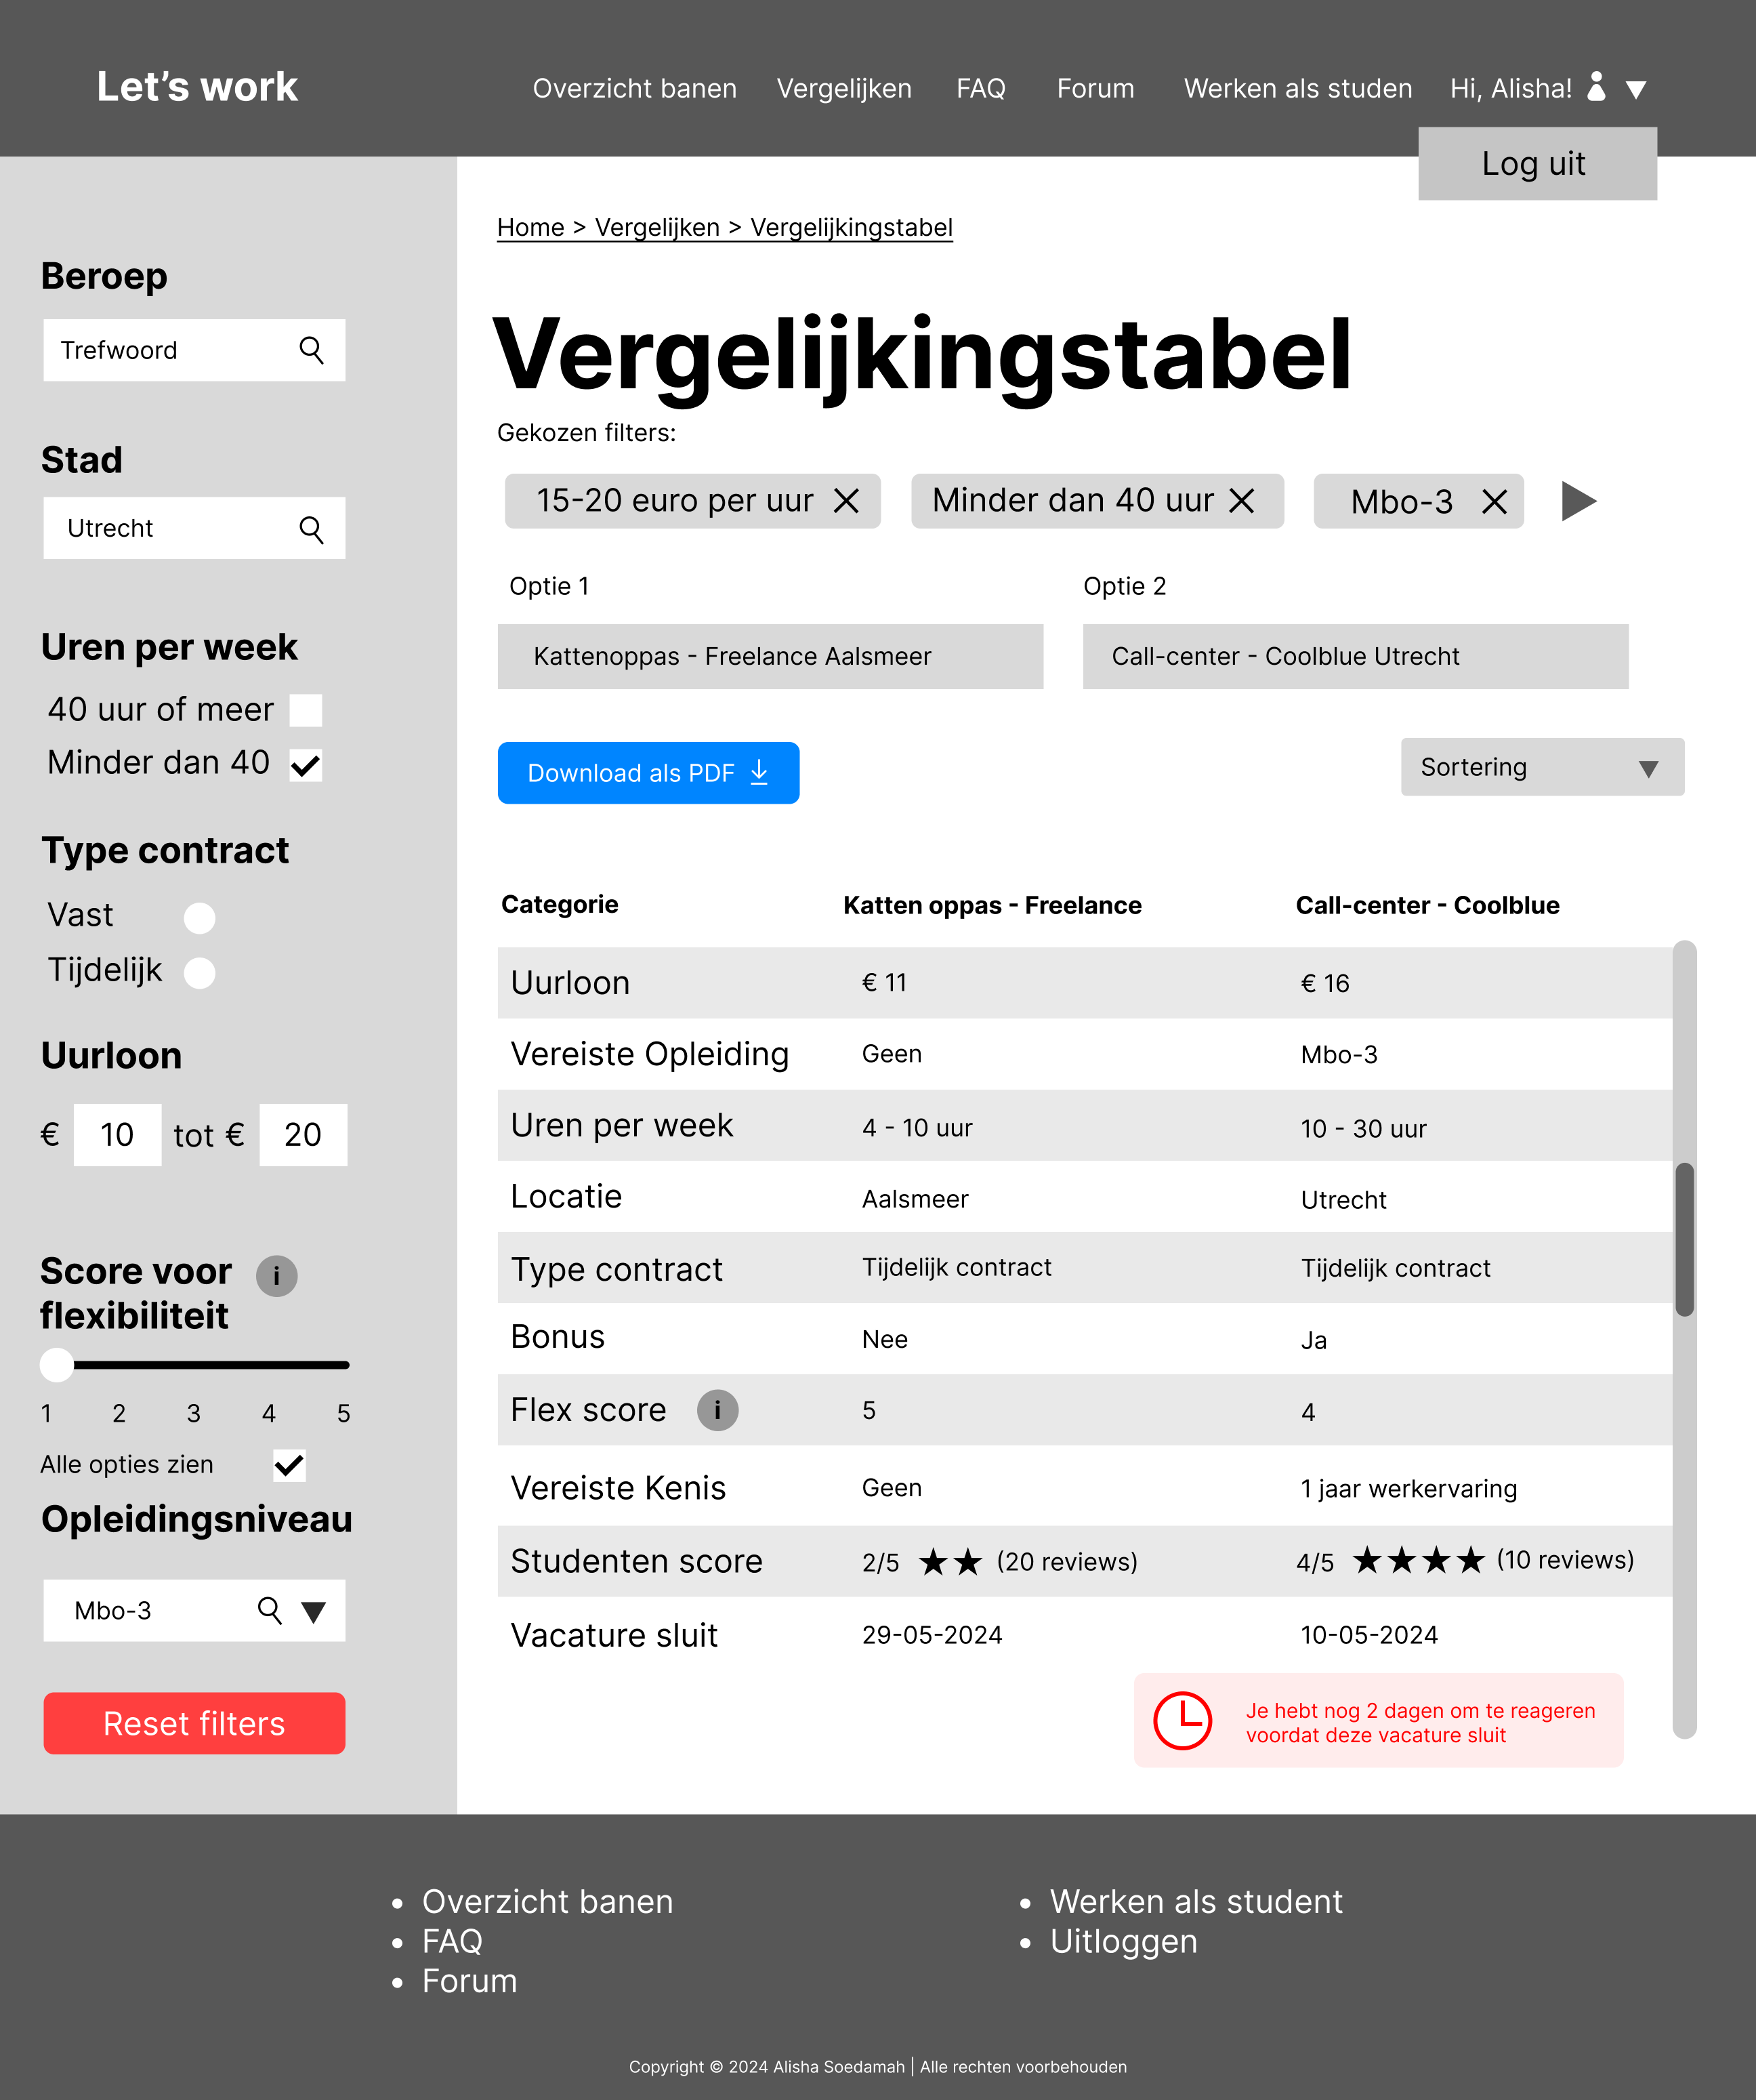 Let’s work
Overzicht banen
Vergelijken
FAQ
Forum
Werken als studen
Hi, Alisha!
Log uit
Beroep
Trefwoord
Stad
Utrecht
Uren per week
40 uur of meer
Minder dan 40
Type contract
Vast
Tijdelijk
Uurloon
€ 10 tot € 20
Score voor i
flexibiliteit
1 2 3 4 5
Alle opties zien
Opleidingsniveau
Mbo-3
Reset filters
Home > Vergelijken > Vergelijkingstabel
Vergelijkingstabel
Gekozen filters:
15-20 euro per uur
Minder dan 40 uur
Mbo-3
Optie 1
Optie 2
Kattenoppas - Freelance Aalsmeer
Call-center - Coolblue Utrecht
Download als PDF
Sortering
Categorie Katten oppas - Freelance Call-center - Coolblue
Uurloon € 11 € 16
Vereiste Opleiding Geen Mbo-3
Uren per week 4 - 10 uur 10 - 30 uur
Locatie Aalsmeer Utrecht
Type contract Tijdelijk contract Tijdelijk contract
Bonus Nee Ja
Flex score i 5 4
Vereiste Kenis Geen 1 jaar werkervaring
Studenten score 2/5 ★★ (20 reviews) 4/5 ★★★★ (10 reviews)
Vacature sluit 29-05-2024 10-05-2024
Je hebt nog 2 dagen om te reageren
voordat deze vacature sluit
• Overzicht banen
• FAQ
• Forum
• Werken als student
• Uitloggen
Copyright © 2024 Alisha Soedamah | Alle rechten voorbehouden